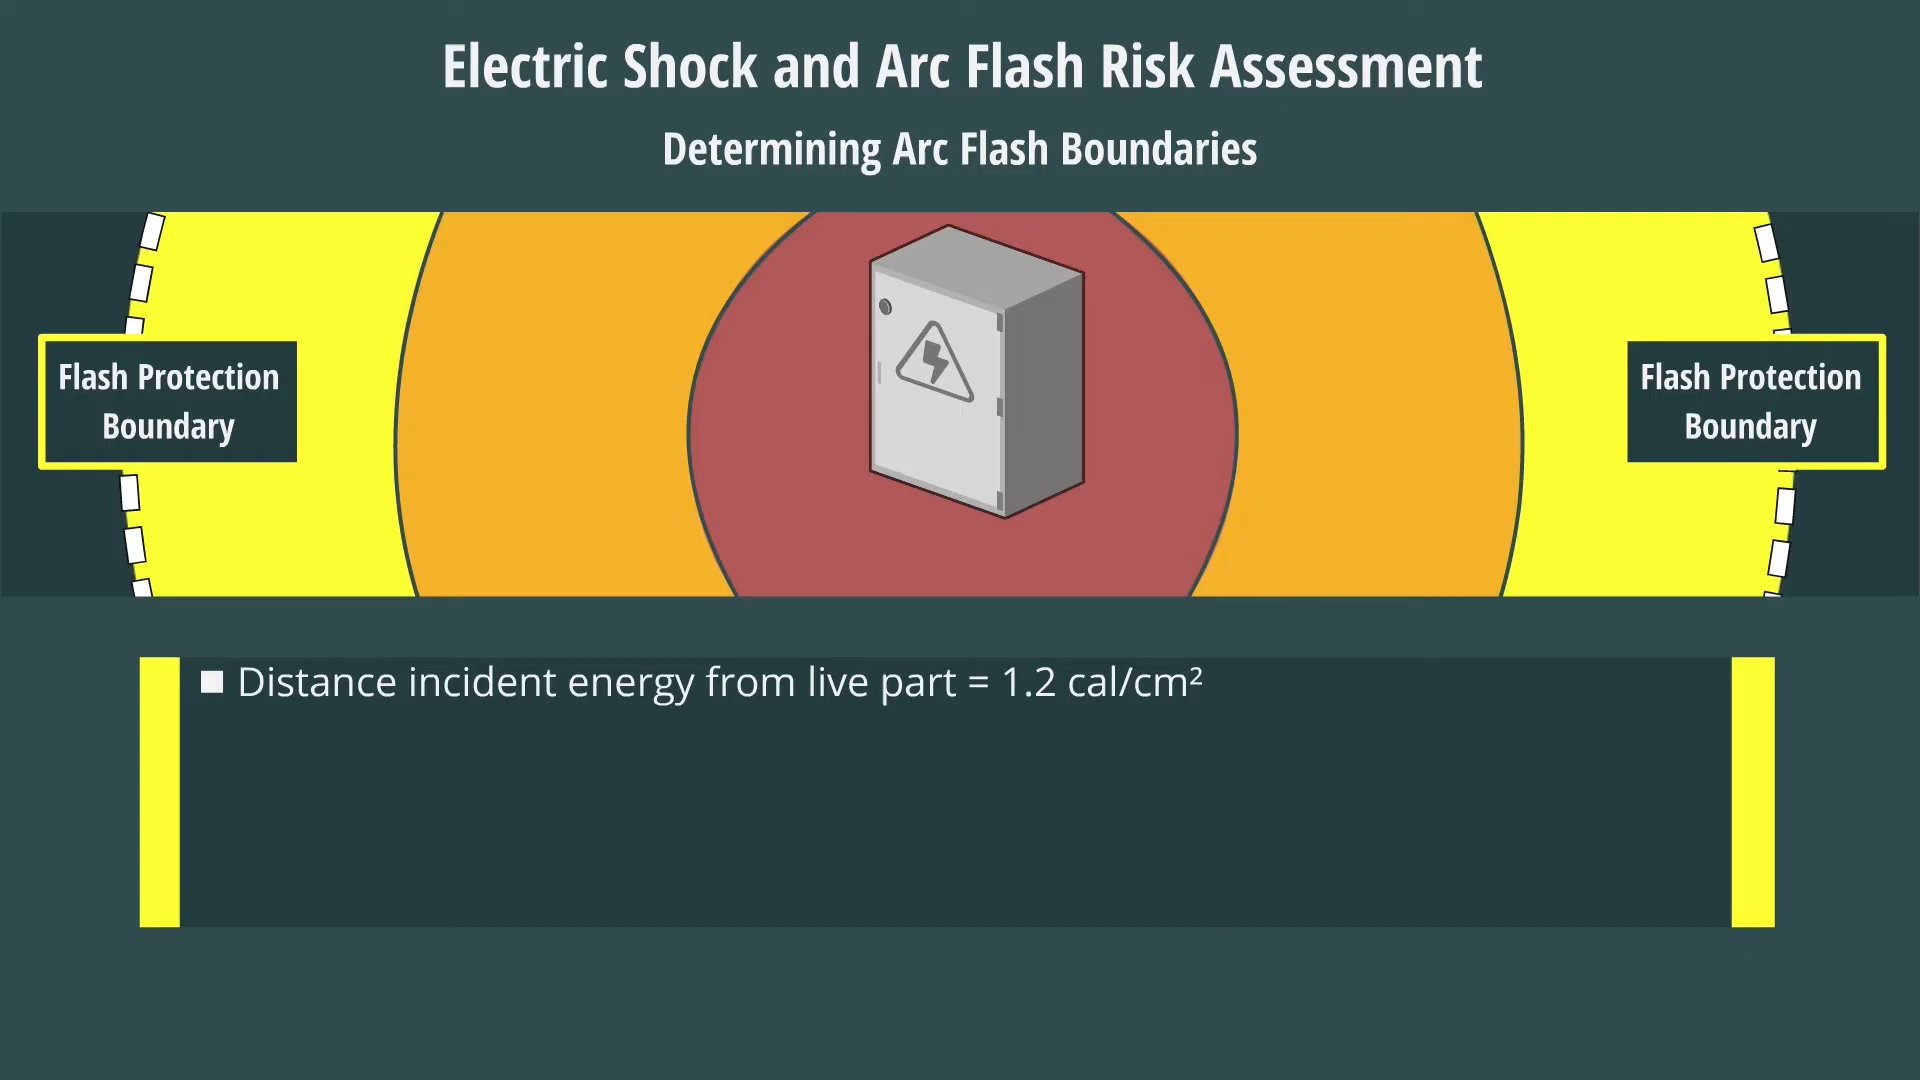 Electric Shock and Arc Flash Risk Assessment
Determining Arc Flash Boundaries
Flash Protection
Boundary
Flash Protection
Boundary
Distance incident energy from live part = 1.2 cal/cm²